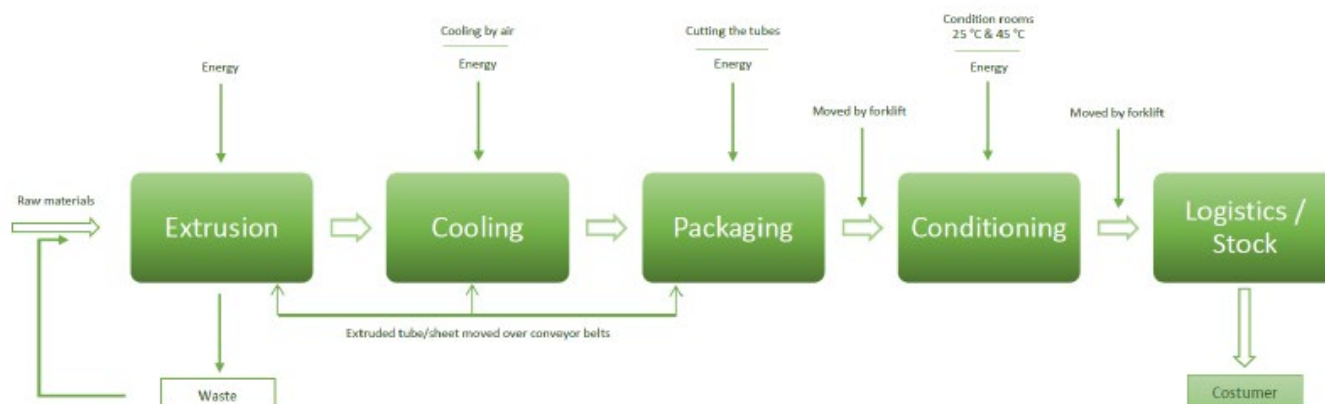 Cooling by air
Cutting the tubes
Condition rooms
25 °C & 45 °C
Energy
Energy
Energy
Energy
Moved by forklift
Moved by forklift
Raw materials
Extrusion
Cooling
Packaging
Conditioning
Logistics /
Stock
Extruded tube/sheet moved over conveyor belts
Waste
Costumer